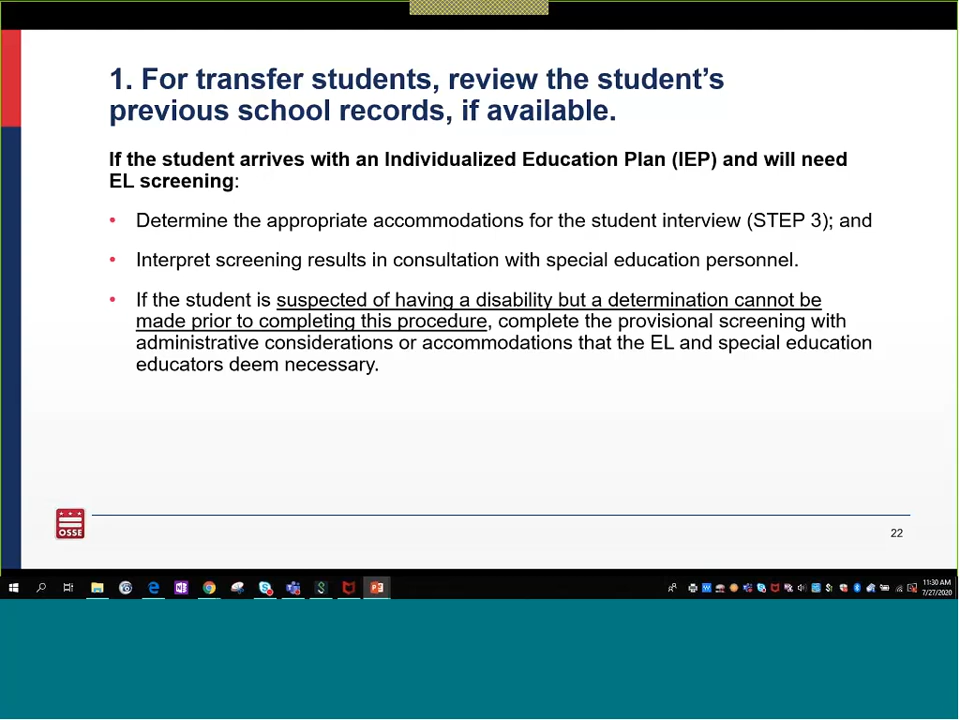 1. For transfer students, review the student’s
previous school records, if available.
If the student arrives with an Individualized Education Plan (IEP) and will need
EL screening:
• Determine the appropriate accommodations for the student interview (STEP 3); and
• Interpret screening results in consultation with special education personnel.
• If the student is suspected of having a disability but a determination cannot be
made prior to completing this procedure, complete the provisional screening with
administrative considerations or accommodations that the EL and special education
educators deem necessary.
OSSE
22
11:30 AM
7/27/2020